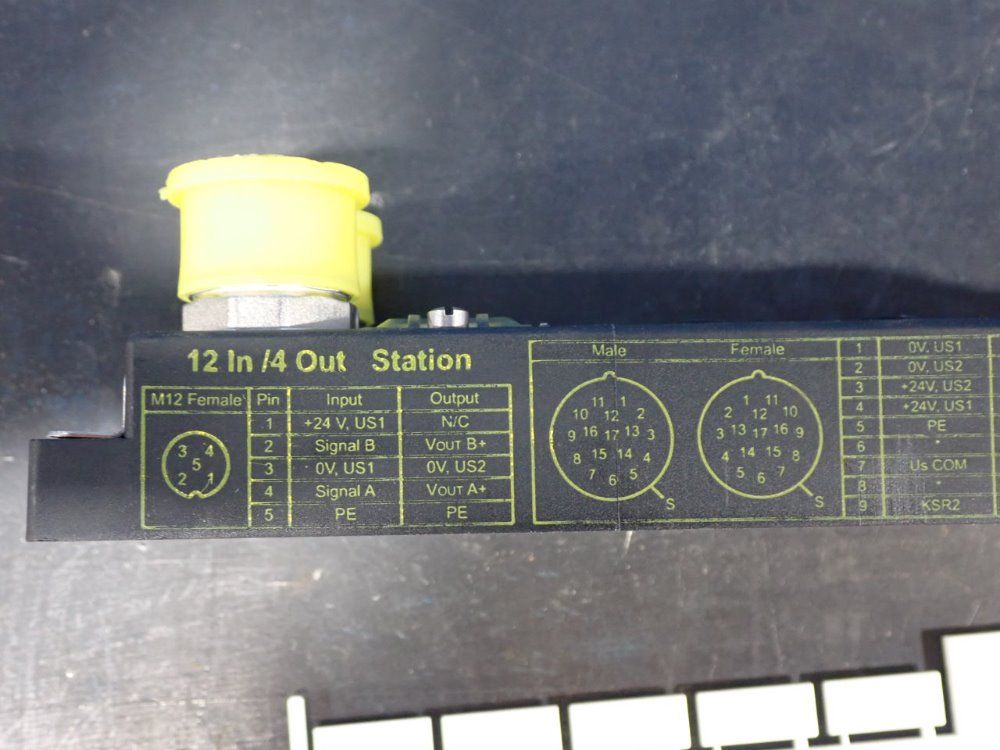 12 In /4 Out Station
M12 Female Pin Input Output
1 +24 V, US1 N/C
2 Signal B VOUT B+
3 0V, US1 0V, US2
4 Signal A VOUT A+
5 PE PE
3 4
5
2 1
Male
11 1
10 12 2
9 16 17 13 3
8 15 14 4
7 6 5
S
Female
1 11
2 12 10
3 13 17 16 9
4 14 15 8
5 6 7
S
1 0V, US1
2 0V, US2
3 +24V, US2
4 +24V, US1
5 PE
6 *
7 Us COM
8 *
9 KSR2